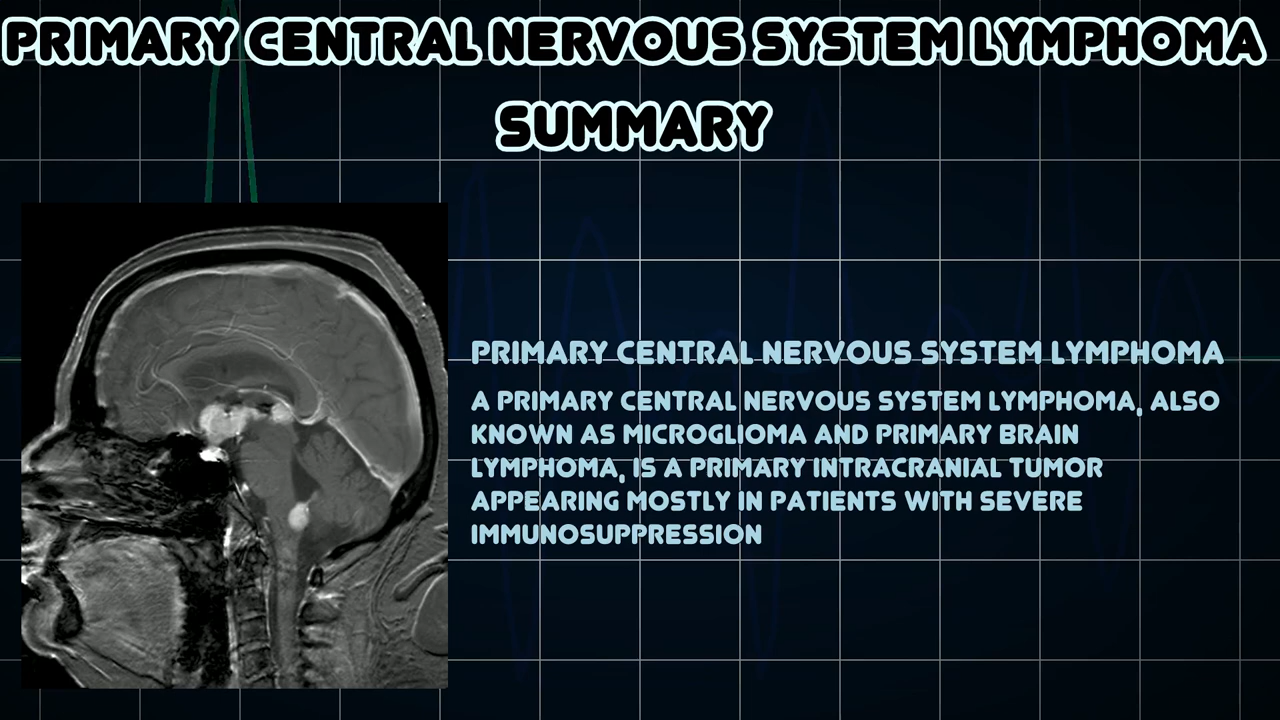 PRIMARY CENTRAL NERVOUS SYSTEM LYMPHOMA
SUMMARY
PRIMARY CENTRAL NERVOUS SYSTEM LYMPHOMA
A PRIMARY CENTRAL NERVOUS SYSTEM LYMPHOMA, ALSO
KNOWN AS MICROGLIOMA AND PRIMARY BRAIN
LYMPHOMA, IS A PRIMARY INTRACRANIAL TUMOR
APPEARING MOSTLY IN PATIENTS WITH SEVERE
IMMUNOSUPPRESSION